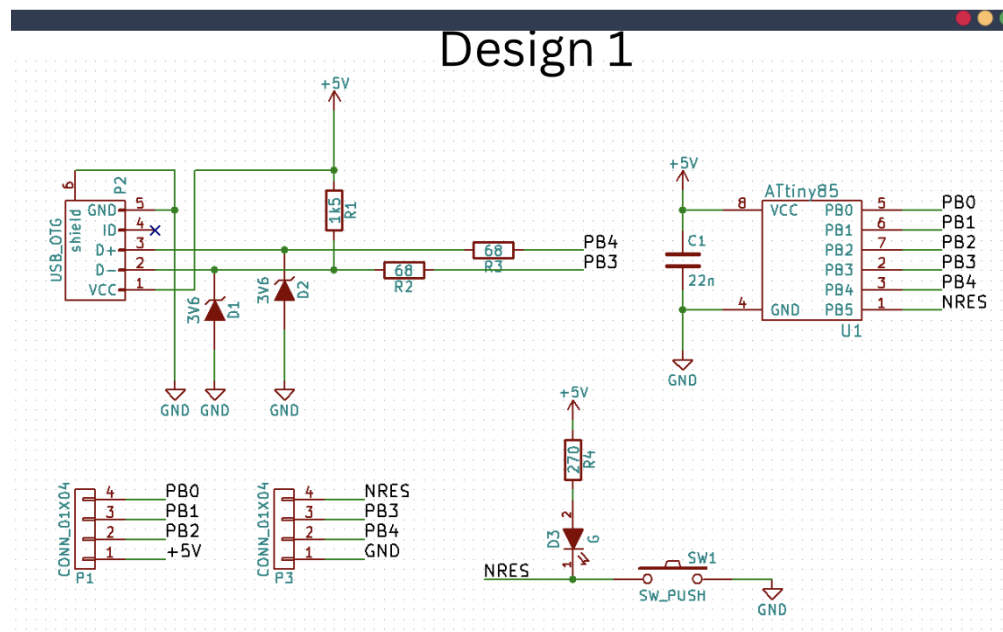 Design 1
+5V
6
P2
USB_OTG
shield
GND 5
ID 4
D+ 3
D- 2
VCC 1
1k5
R1
68
R3
PB4
68
R2
PB3
3V6
D1
3V6
D2
GND
GND
GND
+5V
C1
22n
GND
ATtiny85
8 VCC
4 GND
PB0 5 PB0
PB1 6 PB1
PB2 7 PB2
PB3 2 PB3
PB4 3 PB4
PB5 1 NRES
U1
CONN_01X04
4 PB0
3 PB1
2 PB2
1 +5V
P1
CONN_01X04
4 NRES
3 PB3
2 PB4
1 GND
P3
+5V
270
R4
2
D3
G
1
NRES
SW1
SW_PUSH
GND